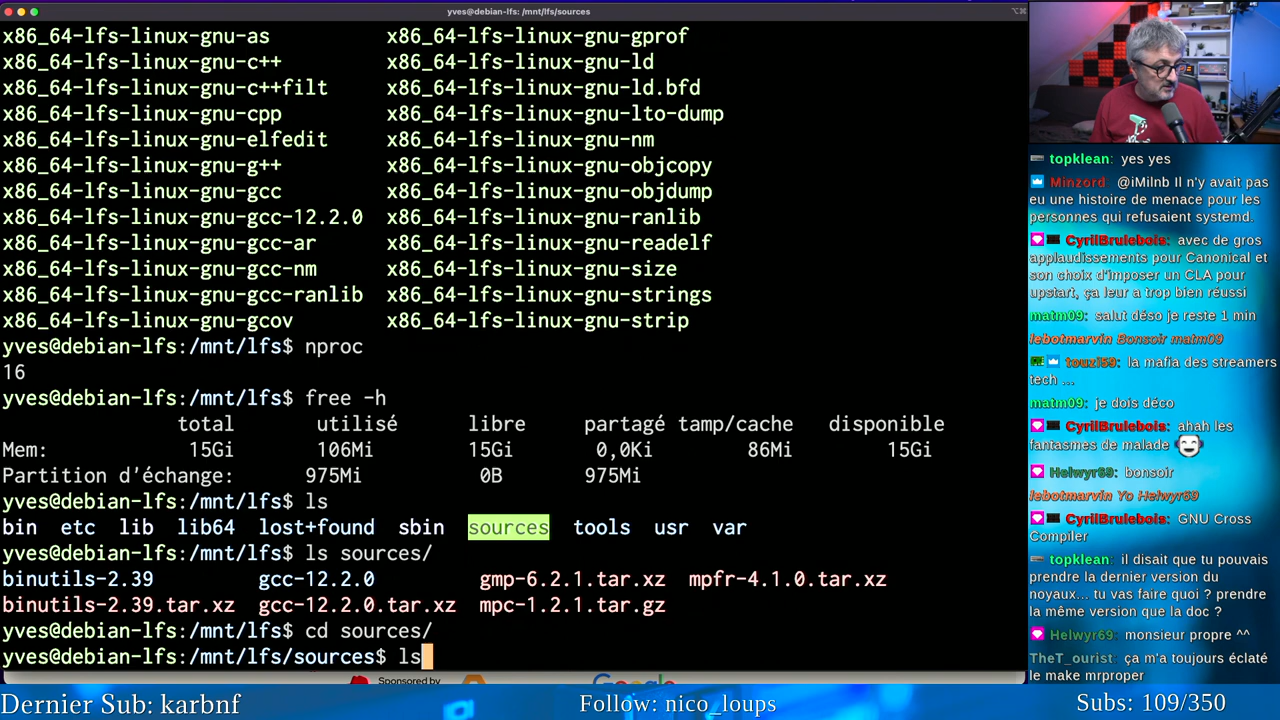 yves@debian-lfs: /mnt/lfs/sources
⌥⌘
x86_64-lfs-linux-gnu-as x86_64-lfs-linux-gnu-gprof
x86_64-lfs-linux-gnu-c++ x86_64-lfs-linux-gnu-ld
x86_64-lfs-linux-gnu-c++filt x86_64-lfs-linux-gnu-ld.bfd
x86_64-lfs-linux-gnu-cpp x86_64-lfs-linux-gnu-lto-dump
x86_64-lfs-linux-gnu-elfedit x86_64-lfs-linux-gnu-nm
x86_64-lfs-linux-gnu-g++ x86_64-lfs-linux-gnu-objcopy
x86_64-lfs-linux-gnu-gcc x86_64-lfs-linux-gnu-objdump
x86_64-lfs-linux-gnu-gcc-12.2.0 x86_64-lfs-linux-gnu-ranlib
x86_64-lfs-linux-gnu-gcc-ar x86_64-lfs-linux-gnu-readelf
x86_64-lfs-linux-gnu-gcc-nm x86_64-lfs-linux-gnu-size
x86_64-lfs-linux-gnu-gcc-ranlib x86_64-lfs-linux-gnu-strings
x86_64-lfs-linux-gnu-gcov x86_64-lfs-linux-gnu-strip
yves@debian-lfs:/mnt/lfs$ nproc
16
yves@debian-lfs:/mnt/lfs$ free -h
total utilisé libre partagé tamp/cache disponible
Mem: 15Gi 106Mi 15Gi 0,0Ki 86Mi 15Gi
Partition d'échange: 975Mi 0B 975Mi
yves@debian-lfs:/mnt/lfs$ ls
bin etc lib lib64 lost+found sbin sources tools usr var
yves@debian-lfs:/mnt/lfs$ ls sources/
binutils-2.39 gcc-12.2.0 gmp-6.2.1.tar.xz mpfr-4.1.0.tar.xz
binutils-2.39.tar.xz gcc-12.2.0.tar.xz mpc-1.2.1.tar.gz
yves@debian-lfs:/mnt/lfs$ cd sources/
yves@debian-lfs:/mnt/lfs/sources$ ls
Sponsored by
Google
topklean: yes yes
Minzord @iMilnb Il n'y avait pas
eu une histoire de menace pour les
personnes qui refusaient systemd.
CyrilBrulebois: avec de gros
applaudissements pour Canonical et
son choix d'imposer un CLA pour
upstart, ça leur a trop bien réussi
matm09: salut déso je reste 1 min
lebotmarvin Bonsoir matm09
touzi59: la mafia des streamers
tech ...
matm09: je dois déco
CyrilBrulebois: ahah les
fantasmes de malade
Helwyr69: bonsoir
lebotmarvin Yo Helwyr69
CyrilBrulebois: GNU Cross
Compiler
topklean: il disait que tu pouvais
prendre la dernier version du
noyaux... tu vas faire quoi ? prendre
la même version que la doc ?
Helwyr69: monsieur propre ^^
TheT_ourist: ça m'a toujours éclaté
le make mrproper
Dernier Sub: karbnf
Follow: nico_loups
Subs: 109/350